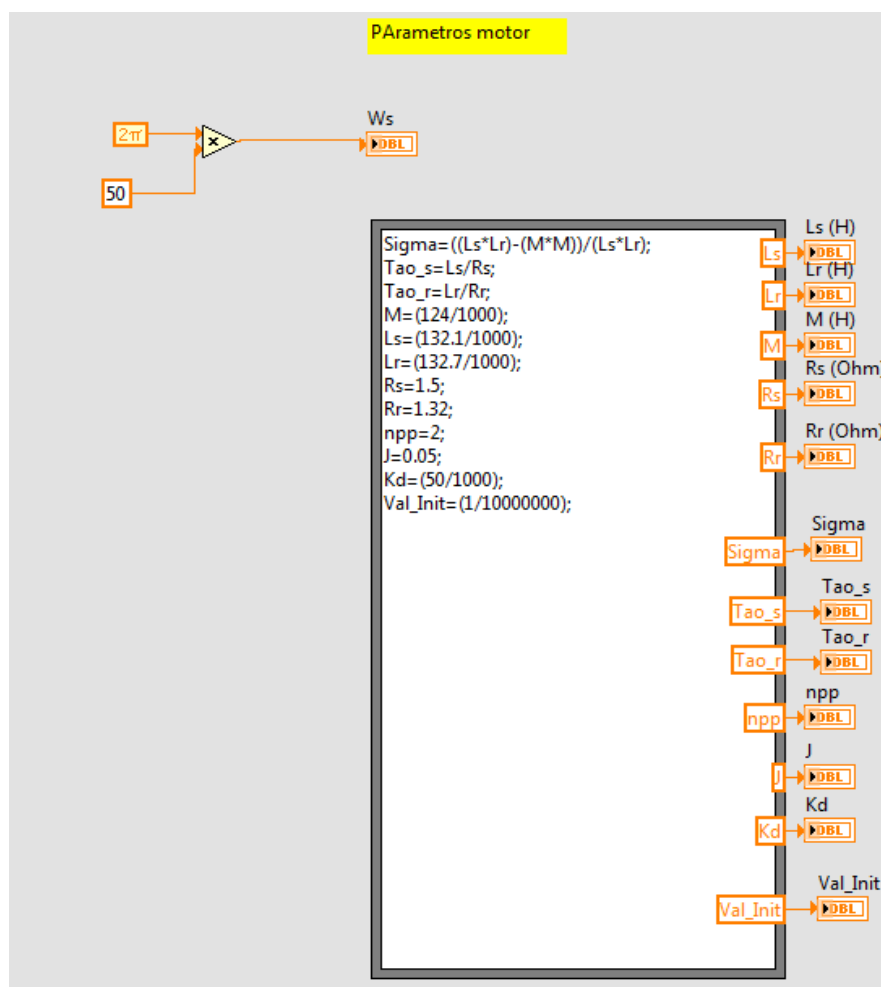 PArametros motor
Ws
2π
×
DBL
50
Sigma=((Ls*Lr)-(M*M))/(Ls*Lr);
Tao_s=Ls/Rs;
Tao_r=Lr/Rr;
M=(124/1000);
Ls=(132.1/1000);
Lr=(132.7/1000);
Rs=1.5;
Rr=1.32;
npp=2;
J=0.05;
Kd=(50/1000);
Val_Init=(1/10000000);
Ls (H)
Ls
DBL
Lr (H)
Lr
DBL
M (H)
M
DBL
Rs (Ohm)
Rs
DBL
Rr (Ohm)
Rr
DBL
Sigma
Sigma
DBL
Tao_s
Tao_s
DBL
Tao_r
Tao_r
DBL
npp
npp
DBL
J
J
DBL
Kd
Kd
DBL
Val_Init
Val_Init
DBL